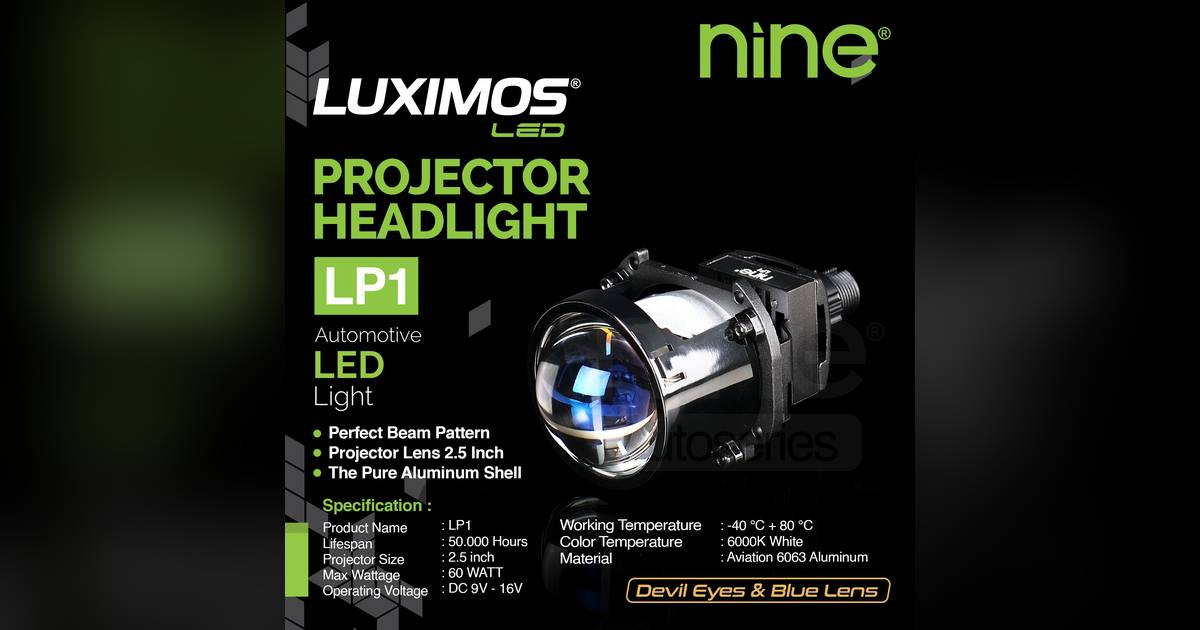 nine®
LUXIMOS®
LED
PROJECTOR
HEADLIGHT
LP1
Automotive
LED
Light
• Perfect Beam Pattern
• Projector Lens 2.5 Inch
• The Pure Aluminum Shell
nine®
autoseries
Specification :
Product Name : LP1
Lifespan : 50.000 Hours
Projector Size : 2.5 inch
Max Wattage : 60 WATT
Operating Voltage : DC 9V - 16V
Working Temperature : -40 °C + 80 °C
Color Temperature : 6000K White
Material : Aviation 6063 Aluminum
Devil Eyes & Blue Lens